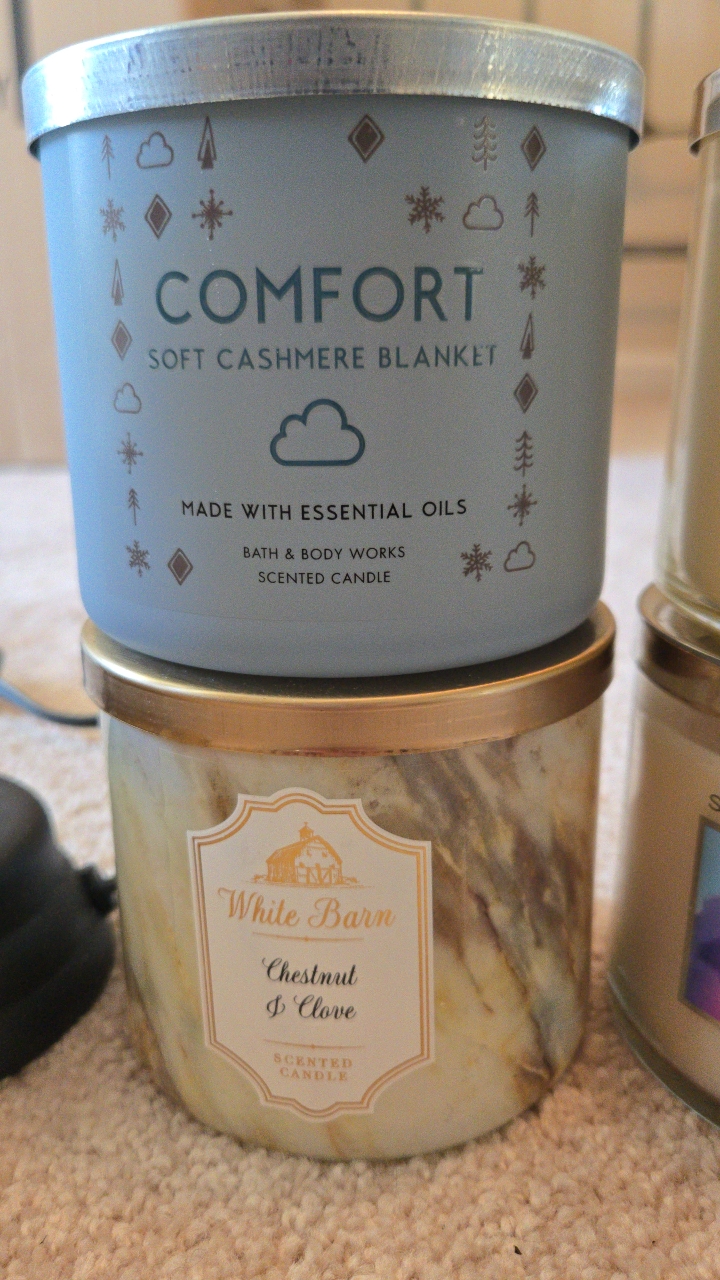 COMFORT
SOFT CASHMERE BLANKET
MADE WITH ESSENTIAL OILS
BATH & BODY WORKS
SCENTED CANDLE
White Barn
Chestnut
& Clove
SCENTED
CANDLE